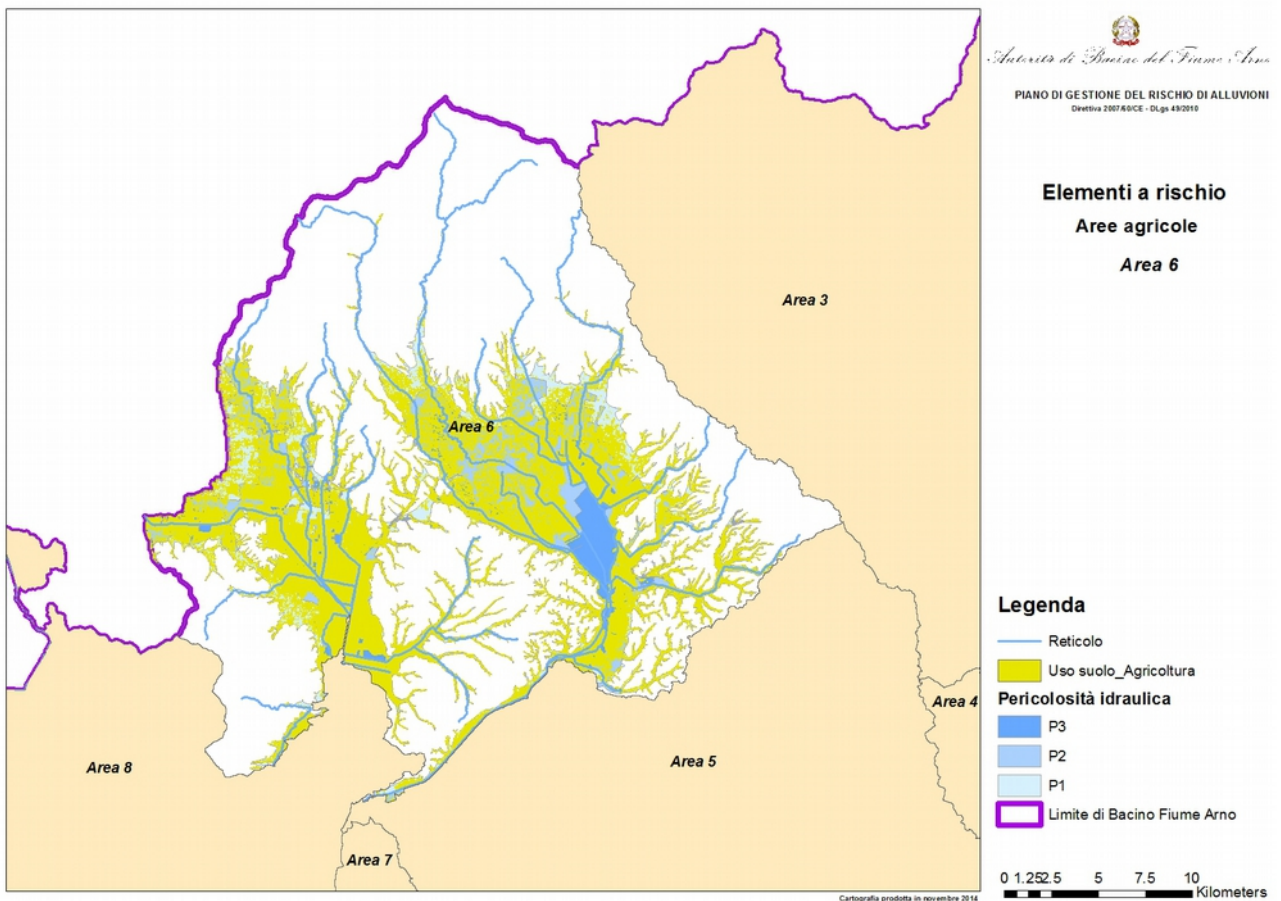 Autorità di Bacino del Fiume Arno
PIANO DI GESTIONE DEL RISCHIO DI ALLUVIONI
Direttiva 2007/60/CE - DLgs 49/2010
Elementi a rischio
Aree agricole
Area 6
Area 3
Area 6
Area 4
Area 5
Area 8
Area 7
Legenda
Reticolo
Uso suolo_Agricoltura
Pericolosità idraulica
P3
P2
P1
Limite di Bacino Fiume Arno
0 1.252.5 5 7.5 10
Kilometers
Cartografia prodotta in novembre 2014